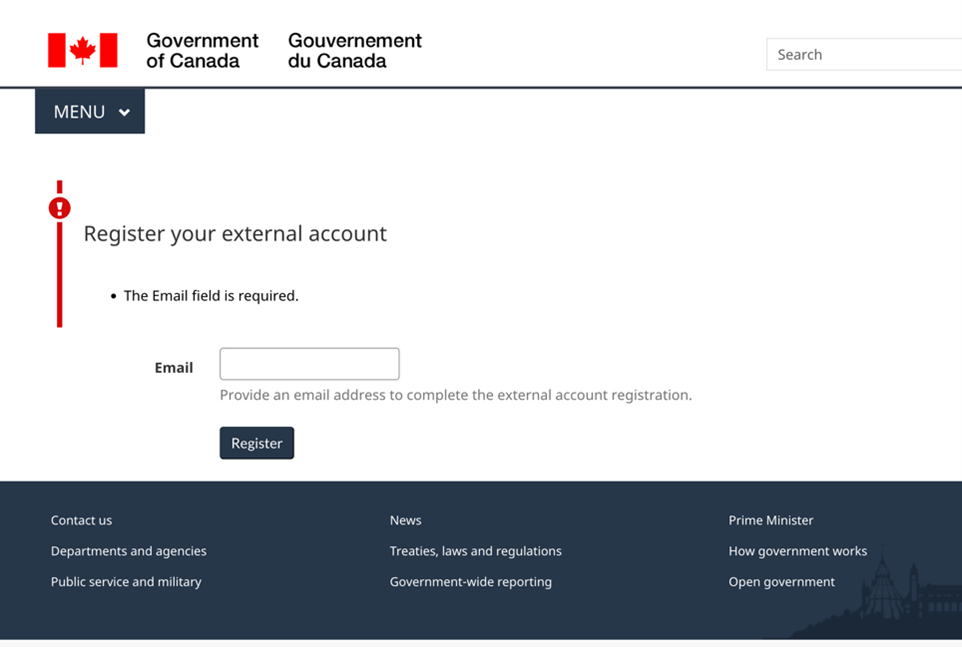 Government
of Canada
Gouvernement
du Canada
Search
MENU
Register your external account
The Email field is required.
Email
Provide an email address to complete the external account registration.
Register
Contact us
News
Prime Minister
Departments and agencies
Treaties, laws and regulations
How government works
Public service and military
Government-wide reporting
Open government